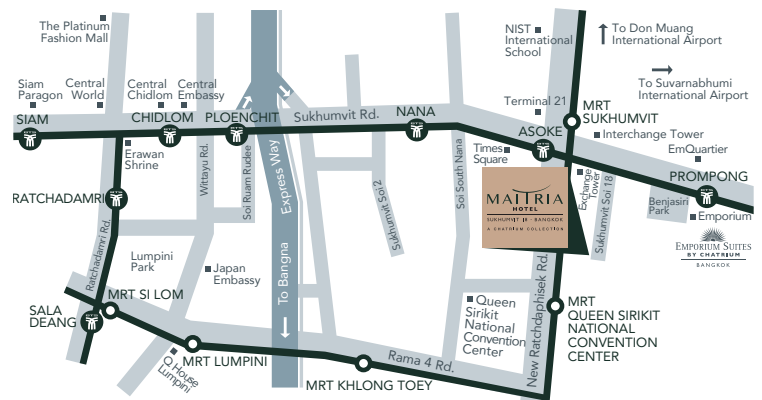 The Platinum
Fashion Mall
NIST
International
School
To Don Muang
International Airport
To Suvarnabhumi
International Airport
Siam
Paragon
Central
World
Central
Chidlom
Central
Embassy
Terminal 21
MRT
SUKHUMVIT
SIAM
CHIDLOM
PLOENCHIT
Sukhumvit Rd.
NANA
ASOKE
Interchange Tower
EmQuartier
Erawan
Shrine
Wittayu Rd.
Soi Ruam Rudee
Express Way
Soi South Nana
Times
Square
Exchange
Tower
PROMPONG
RATCHADAMRI
Ratchadamri Rd.
Sukhumvit Soi 2
MAITRIA
HOTEL
SUKHUMVIT 18 - BANGKOK
A CHATRIUM COLLECTION
Sukhumvit Soi 18
Benjasiri
Park
Emporium
EMPORIUM SUITES
BY CHATRIUM
BANGKOK
Lumpini
Park
Japan
Embassy
To Bangna
New Ratchdaphisek Rd.
MRT SI LOM
SALA
DAENG
Queen
Sirikit
National
Convention
Center
MRT
QUEEN SIRIKIT
NATIONAL
CONVENTION
CENTER
Q House
Lumpini
MRT LUMPINI
Rama 4 Rd.
MRT KHLONG TOEY